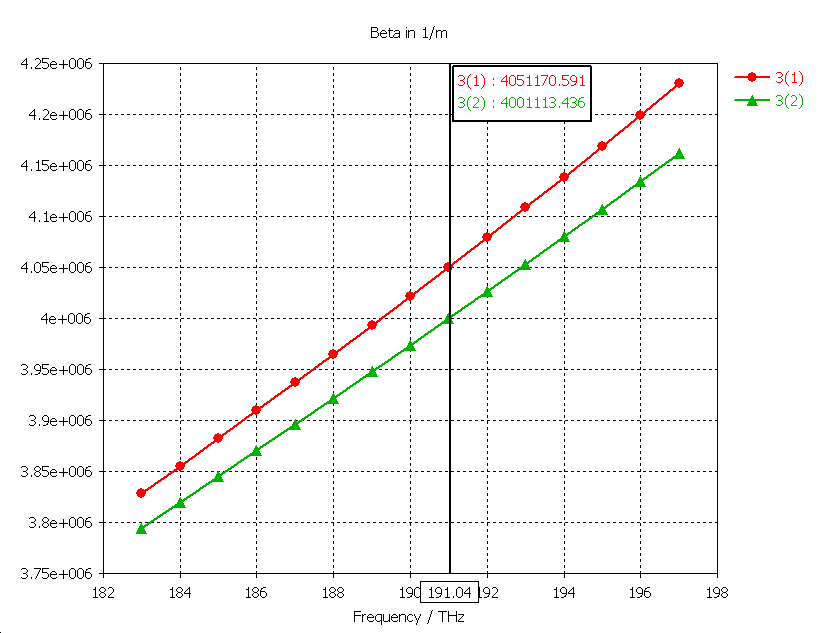 Beta in 1/m
4.25e+006
4.2e+006
4.15e+006
4.1e+006
4.05e+006
4e+006
3.95e+006
3.9e+006
3.85e+006
3.8e+006
3.75e+006
3(1) : 4051170.591
3(2) : 4001113.436
3(1)
3(2)
182 184 186 188 190 191.04 192 194 196 198
Frequency / THz